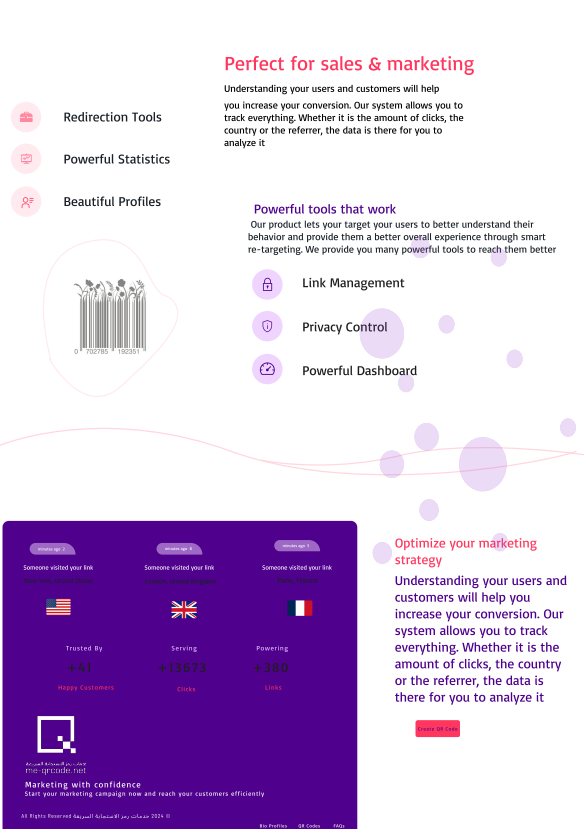 Perfect for sales & marketing
Understanding your users and customers will help
you increase your conversion. Our system allows you to
track everything. Whether it is the amount of clicks, the
country or the referrer, the data is there for you to
analyze it
Redirection Tools
Powerful Statistics
Beautiful Profiles
Powerful tools that work
Our product lets your target your users to better understand their
behavior and provide them a better overall experience through smart
re-targeting. We provide you many powerful tools to reach them better
Link Management
Privacy Control
Powerful Dashboard
0 702785 192351
minutes ago 2
minutes ago 8
minutes ago 5
Someone visited your link
Someone visited your link
Someone visited your link
Trusted By
Serving
Powering
+41
+13673
+380
Happy Customers
Clicks
Links
خدمات رمز الاستجابة السريعة
me-qrcode.net
Marketing with confidence
Start your marketing campaign now and reach your customers efficiently
All Rights Reserved خدمات رمز الاستجابة السريعة 2024 ©
Bio Profiles
QR Codes
FAQs
Optimize your marketing
strategy
Understanding your users and
customers will help you
increase your conversion. Our
system allows you to track
everything. Whether it is the
amount of clicks, the country
or the referrer, the data is
there for you to analyze it
Create QR Code